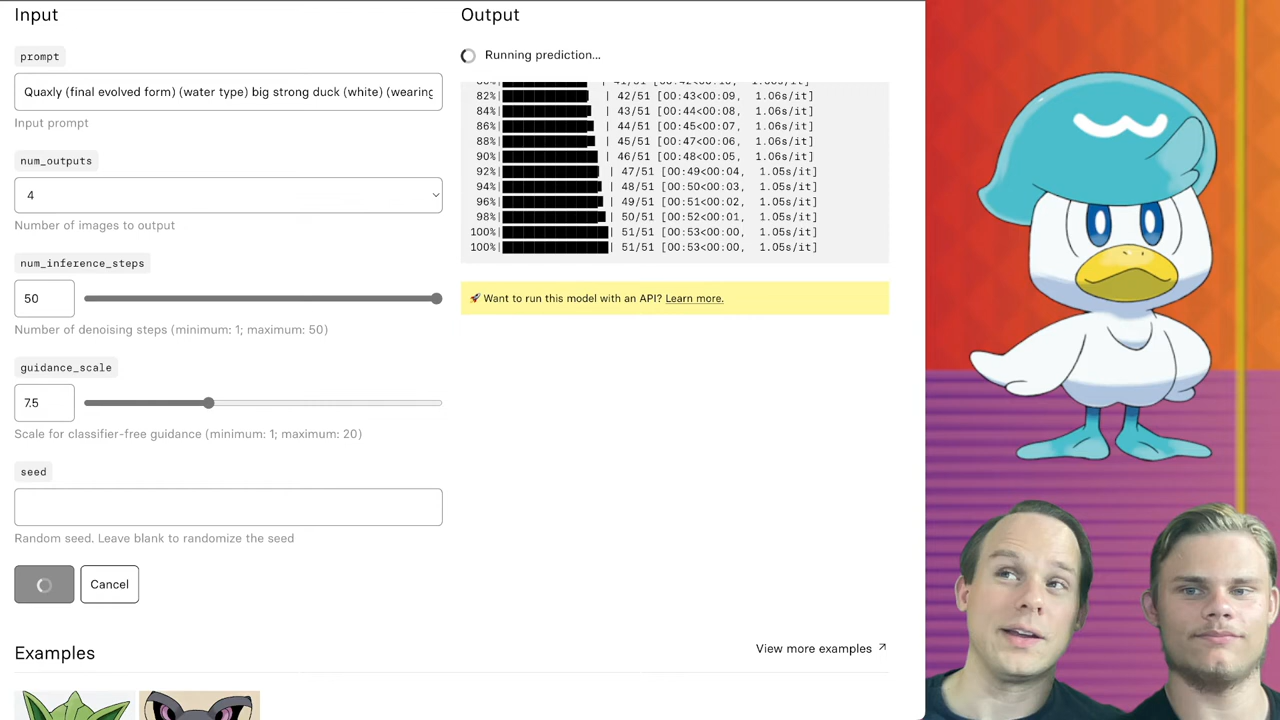 Input
prompt
Quaxly (final evolved form) (water type) big strong duck (white) (wearing
Input prompt
num_outputs
4
Number of images to output
num_inference_steps
50
Number of denoising steps (minimum: 1; maximum: 50)
guidance_scale
7.5
Scale for classifier-free guidance (minimum: 1; maximum: 20)
seed
Random seed. Leave blank to randomize the seed
Cancel
Output
Running prediction...
82%| | 42/51 [00:43<00:09, 1.06s/it]
84%| | 43/51 [00:44<00:08, 1.06s/it]
86%| | 44/51 [00:45<00:07, 1.06s/it]
88%| | 45/51 [00:47<00:06, 1.06s/it]
90%| | 46/51 [00:48<00:05, 1.06s/it]
92%| | 47/51 [00:49<00:04, 1.05s/it]
94%| | 48/51 [00:50<00:03, 1.05s/it]
96%| | 49/51 [00:51<00:02, 1.05s/it]
98%| | 50/51 [00:52<00:01, 1.05s/it]
100%| | 51/51 [00:53<00:00, 1.05s/it]
100%| | 51/51 [00:53<00:00, 1.05s/it]
🚀 Want to run this model with an API? Learn more.
Examples
View more examples ↗